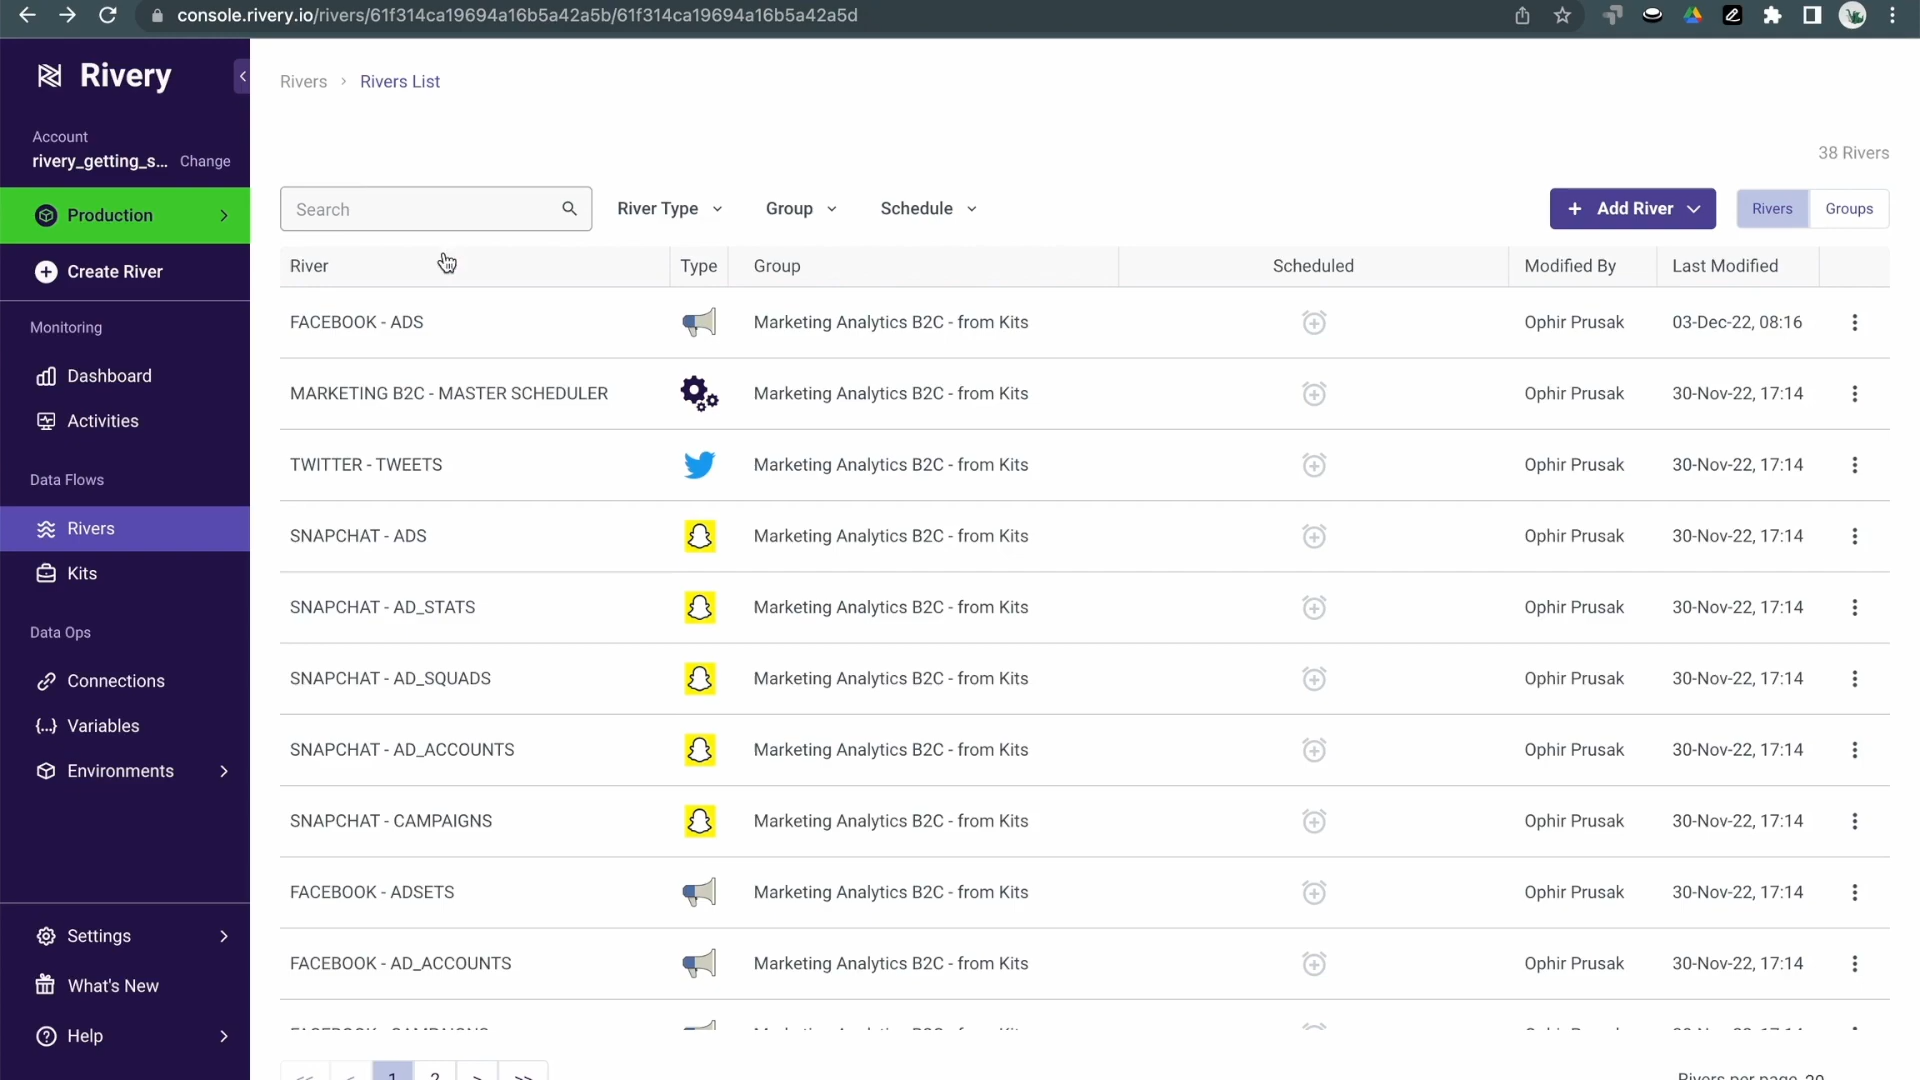 console.rivery.io/rivers/61f314ca19694a16b5a42a5b/61f314ca19694a16b5a42a5d
Rivery
Account
rivery_getting_s... Change
Production
Create River
Monitoring
Dashboard
Activities
Data Flows
Rivers
Kits
Data Ops
Connections
{...} Variables
Environments
Settings
What's New
Help
Rivers > Rivers List
38 Rivers
Search River Type Group Schedule + Add River Rivers Groups
River Type Group Scheduled Modified By Last Modified
FACEBOOK - ADS Marketing Analytics B2C - from Kits Ophir Prusak 03-Dec-22, 08:16
MARKETING B2C - MASTER SCHEDULER Marketing Analytics B2C - from Kits Ophir Prusak 30-Nov-22, 17:14
TWITTER - TWEETS Marketing Analytics B2C - from Kits Ophir Prusak 30-Nov-22, 17:14
SNAPCHAT - ADS Marketing Analytics B2C - from Kits Ophir Prusak 30-Nov-22, 17:14
SNAPCHAT - AD_STATS Marketing Analytics B2C - from Kits Ophir Prusak 30-Nov-22, 17:14
SNAPCHAT - AD_SQUADS Marketing Analytics B2C - from Kits Ophir Prusak 30-Nov-22, 17:14
SNAPCHAT - AD_ACCOUNTS Marketing Analytics B2C - from Kits Ophir Prusak 30-Nov-22, 17:14
SNAPCHAT - CAMPAIGNS Marketing Analytics B2C - from Kits Ophir Prusak 30-Nov-22, 17:14
FACEBOOK - ADSETS Marketing Analytics B2C - from Kits Ophir Prusak 30-Nov-22, 17:14
FACEBOOK - AD_ACCOUNTS Marketing Analytics B2C - from Kits Ophir Prusak 30-Nov-22, 17:14
<< < 1 2 > >> Rivers per page 20